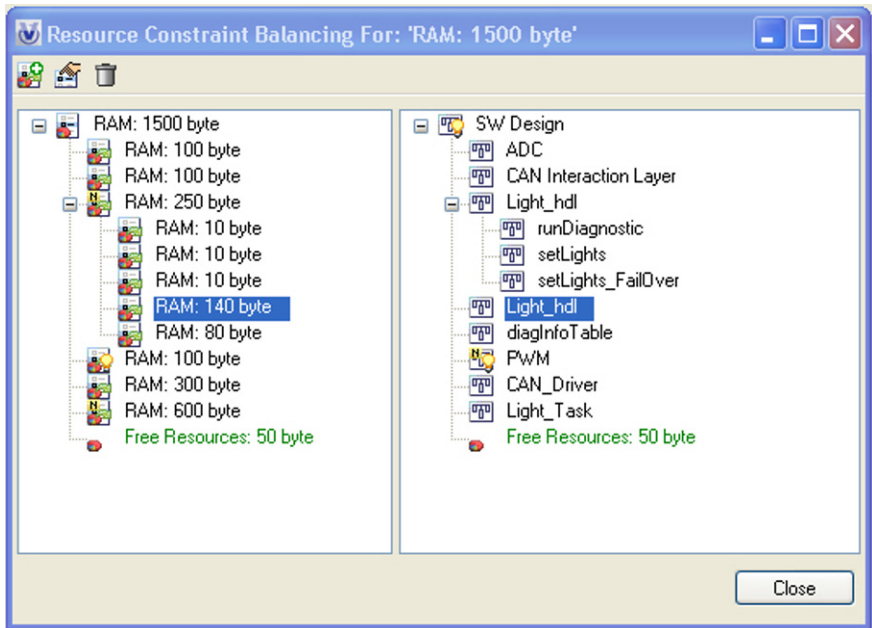 Resource Constraint Balancing For: 'RAM: 1500 byte'
RAM: 1500 byte
RAM: 100 byte
RAM: 100 byte
RAM: 250 byte
RAM: 10 byte
RAM: 10 byte
RAM: 10 byte
RAM: 140 byte
RAM: 80 byte
RAM: 100 byte
RAM: 300 byte
RAM: 600 byte
Free Resources: 50 byte
SW Design
ADC
CAN Interaction Layer
Light_hdl
runDiagnostic
setLights
setLights_FailOver
Light_hdl
diagInfoTable
PWM
CAN_Driver
Light_Task
Free Resources: 50 byte
Close